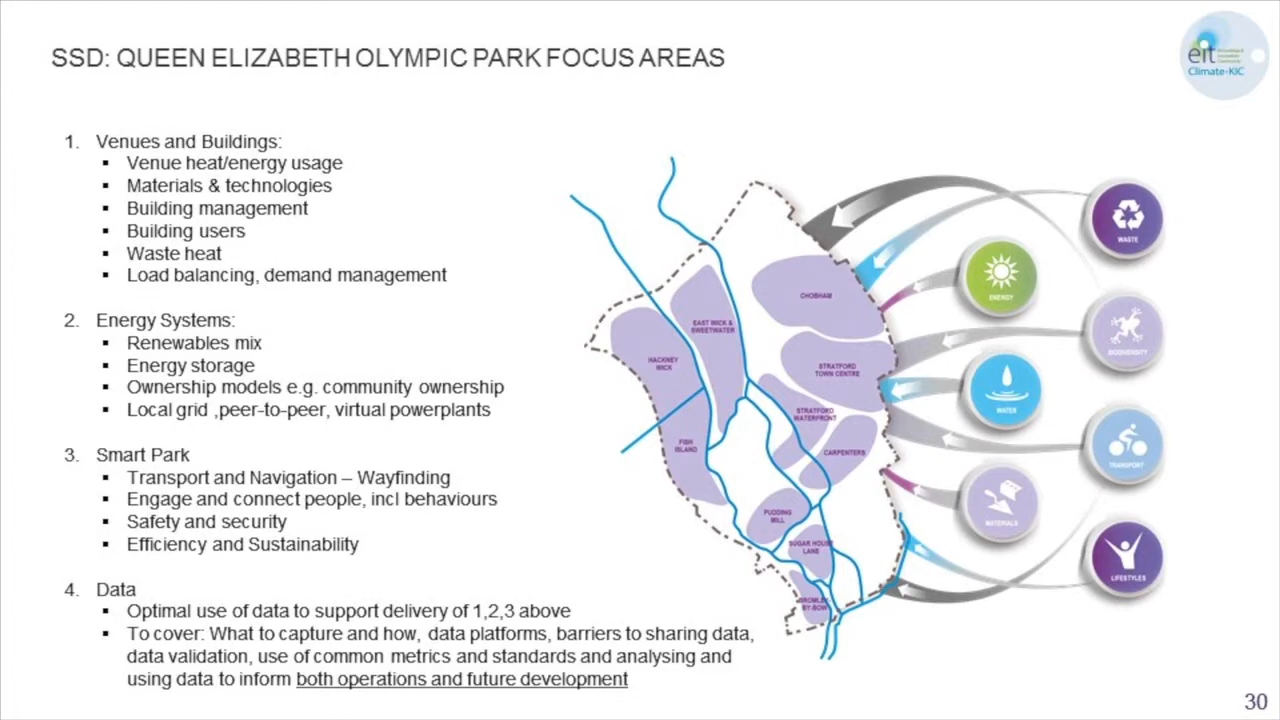 SSD: QUEEN ELIZABETH OLYMPIC PARK FOCUS AREAS
eit
Climate-KIC
1. Venues and Buildings:
▪ Venue heat/energy usage
▪ Materials & technologies
▪ Building management
▪ Building users
▪ Waste heat
▪ Load balancing, demand management
2. Energy Systems:
▪ Renewables mix
▪ Energy storage
▪ Ownership models e.g. community ownership
▪ Local grid ,peer-to-peer, virtual powerplants
3. Smart Park
▪ Transport and Navigation – Wayfinding
▪ Engage and connect people, incl behaviours
▪ Safety and security
▪ Efficiency and Sustainability
4. Data
▪ Optimal use of data to support delivery of 1,2,3 above
▪ To cover: What to capture and how, data platforms, barriers to sharing data,
data validation, use of common metrics and standards and analysing and
using data to inform both operations and future development
CHOBHAM
EAST WICK &
SWEETWATER
HACKNEY
WICK
STRATFORD
TOWN CENTRE
STRATFORD
WATERFRONT
FISH
ISLAND
CARPENTERS
PUDDING
MILL
SUGAR HOUSE
LANE
BROMLEY-
BY-BOW
WASTE
ENERGY
BIODIVERSITY
WATER
TRANSPORT
MATERIALS
LIFESTYLES
30